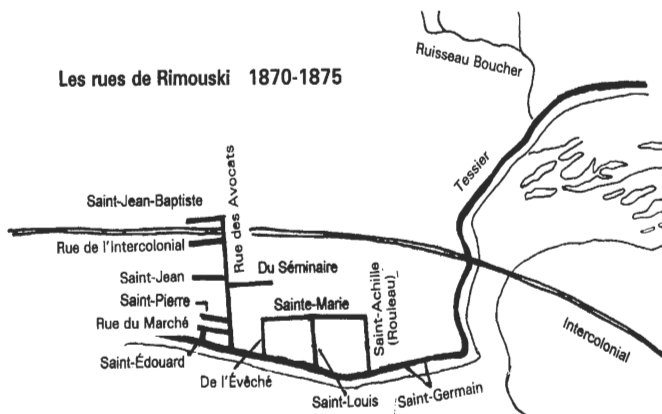 Ruisseau Boucher
Les rues de Rimouski 1870-1875
Tessier
Saint-Jean-Baptiste
Rue des Avocats
Rue de l'Intercolonial
Saint-Jean
Du Séminaire
Saint-Pierre
Sainte-Marie
Saint-Achille
(Rouleau)
Rue du Marché
Intercolonial
Saint-Édouard
De l'Évêché
Saint-Louis
Saint-Germain